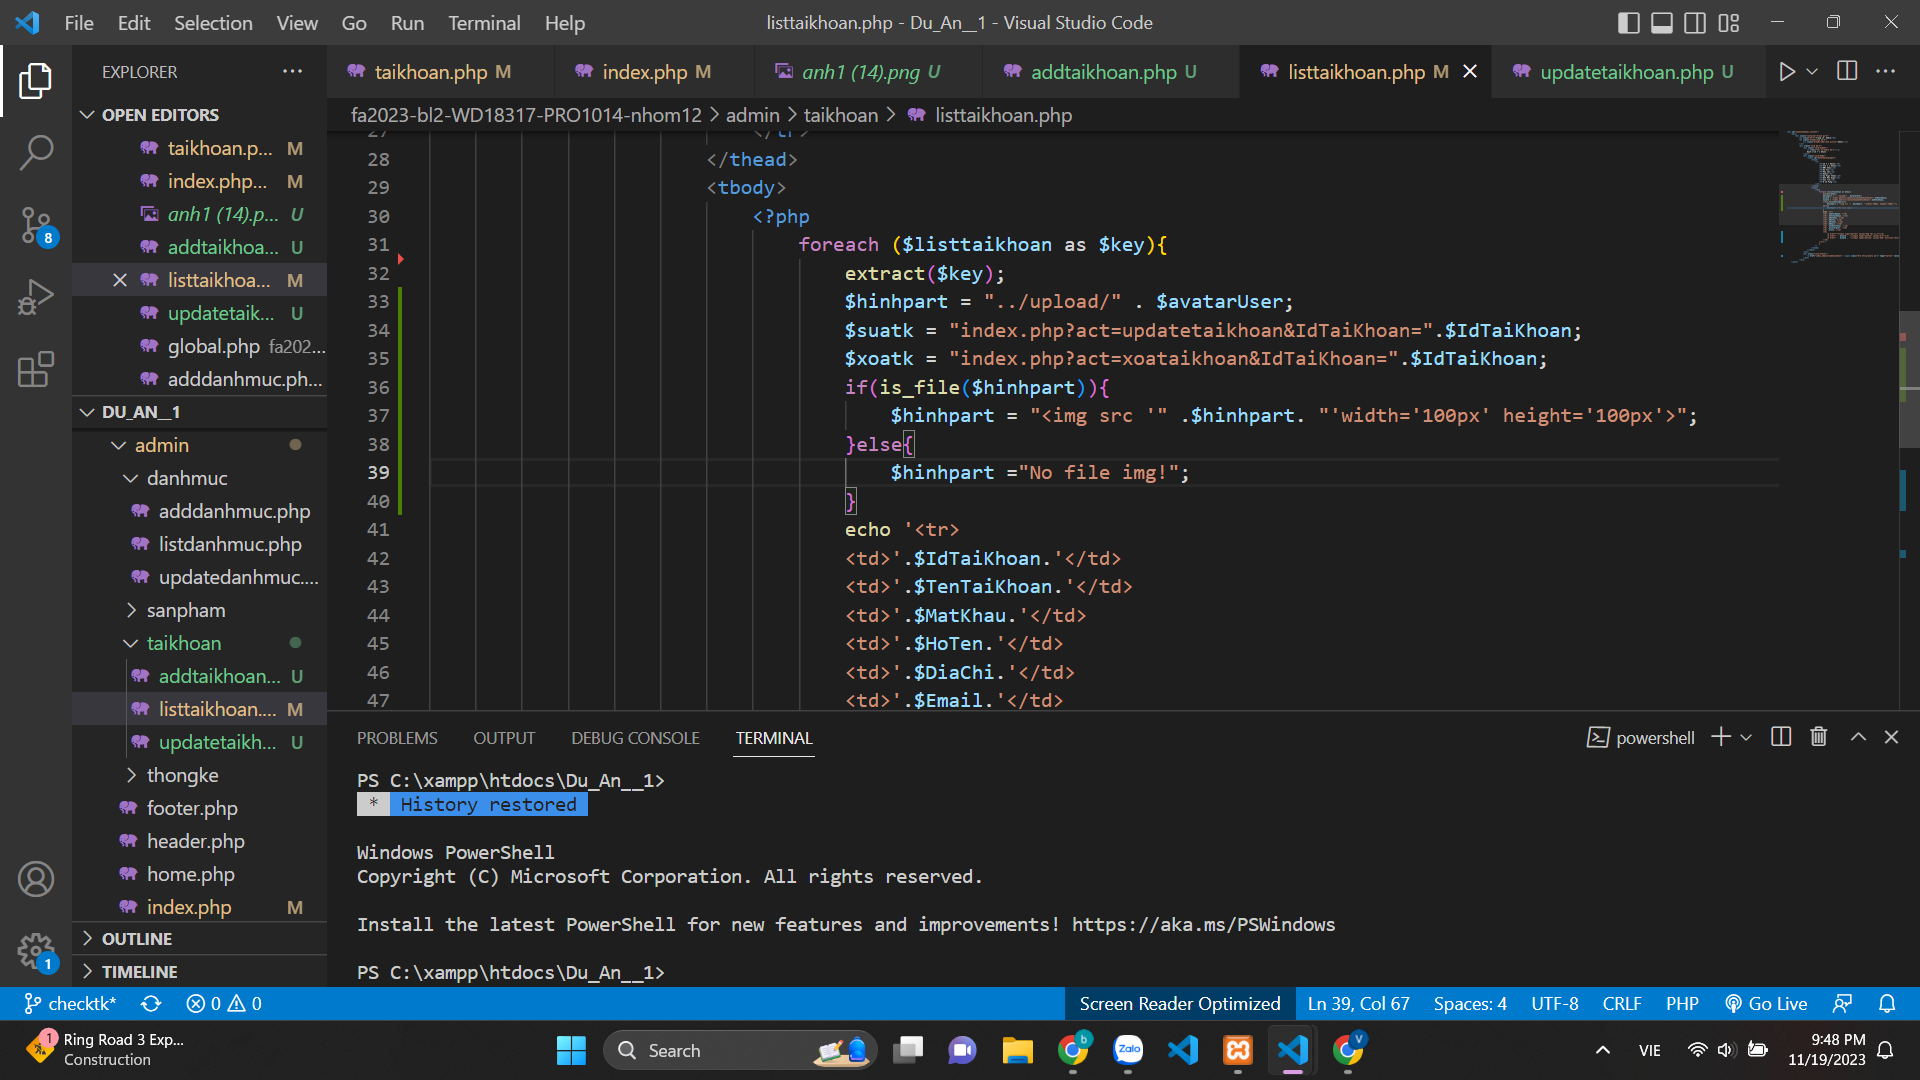 File Edit Selection View Go Run Terminal Help
listtaikhoan.php - Du_An__1 - Visual Studio Code
EXPLORER
taikhoan.php M
index.php M
anh1 (14).png U
addtaikhoan.php U
listtaikhoan.php M
updatetaikhoan.php U
OPEN EDITORS
taikhoan.p... M
index.php... M
anh1 (14).p... U
addtaikhoa... U
listtaikhoa... M
updatetaik... U
global.php fa202...
adddanhmuc.ph...
DU_AN__1
admin
danhmuc
adddanhmuc.php
listdanhmuc.php
updatedanhmuc....
sanpham
taikhoan
addtaikhoan... U
listtaikhoan.... M
updatetaikh... U
thongke
footer.php
header.php
home.php
index.php M
OUTLINE
TIMELINE
8
1
fa2023-bl2-WD18317-PRO1014-nhom12 > admin > taikhoan > listtaikhoan.php
27 </tr>
28 </thead>
29 <tbody>
30 <?php
31 foreach ($listtaikhoan as $key){
32 extract($key);
33 $hinhpart = "../upload/" . $avatarUser;
34 $suatk = "index.php?act=updatetaikhoan&IdTaiKhoan=".$IdTaiKhoan;
35 $xoatk = "index.php?act=xoataikhoan&IdTaiKhoan=".$IdTaiKhoan;
36 if(is_file($hinhpart)){
37 $hinhpart = "<img src '" .$hinhpart. "'width='100px' height='100px'>";
38 }else{
39 $hinhpart ="No file img!";
40 }
41 echo '<tr>
42 <td>'.$IdTaiKhoan.'</td>
43 <td>'.$TenTaiKhoan.'</td>
44 <td>'.$MatKhau.'</td>
45 <td>'.$HoTen.'</td>
46 <td>'.$DiaChi.'</td>
47 <td>'.$Email.'</td>
PROBLEMS OUTPUT DEBUG CONSOLE TERMINAL
powershell
PS C:\xampp\htdocs\Du_An__1>
* History restored
Windows PowerShell
Copyright (C) Microsoft Corporation. All rights reserved.
Install the latest PowerShell for new features and improvements! https://aka.ms/PSWindows
PS C:\xampp\htdocs\Du_An__1>
checktk* 0 0
Screen Reader Optimized Ln 39, Col 67 Spaces: 4 UTF-8 CRLF PHP Go Live
1
Ring Road 3 Exp...
Construction
Search
b
Zalo
V
VIE
9:48 PM
11/19/2023